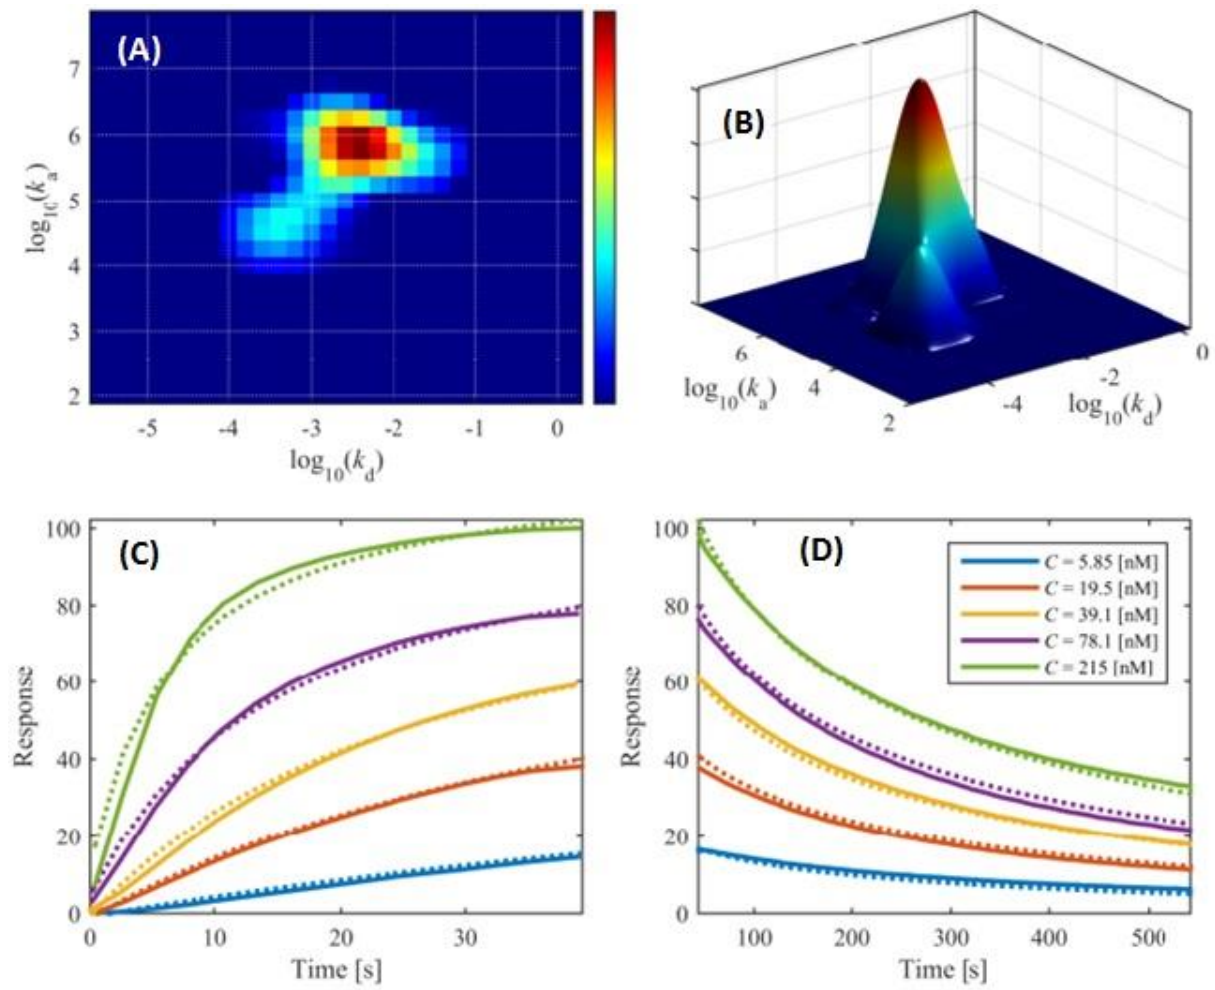 (A)
7
6
5
4
3
2
log10(ka)
-5
-4
-3
-2
-1
0
log10(kd)
(B)
6
4
2
log10(ka)
-4
-2
0
log10(kd)
(C)
100
80
60
40
20
0
Response
0
10
20
30
Time [s]
(D)
C = 5.85 [nM]
C = 19.5 [nM]
C = 39.1 [nM]
C = 78.1 [nM]
C = 215 [nM]
100
80
60
40
20
0
Response
100
200
300
400
500
Time [s]